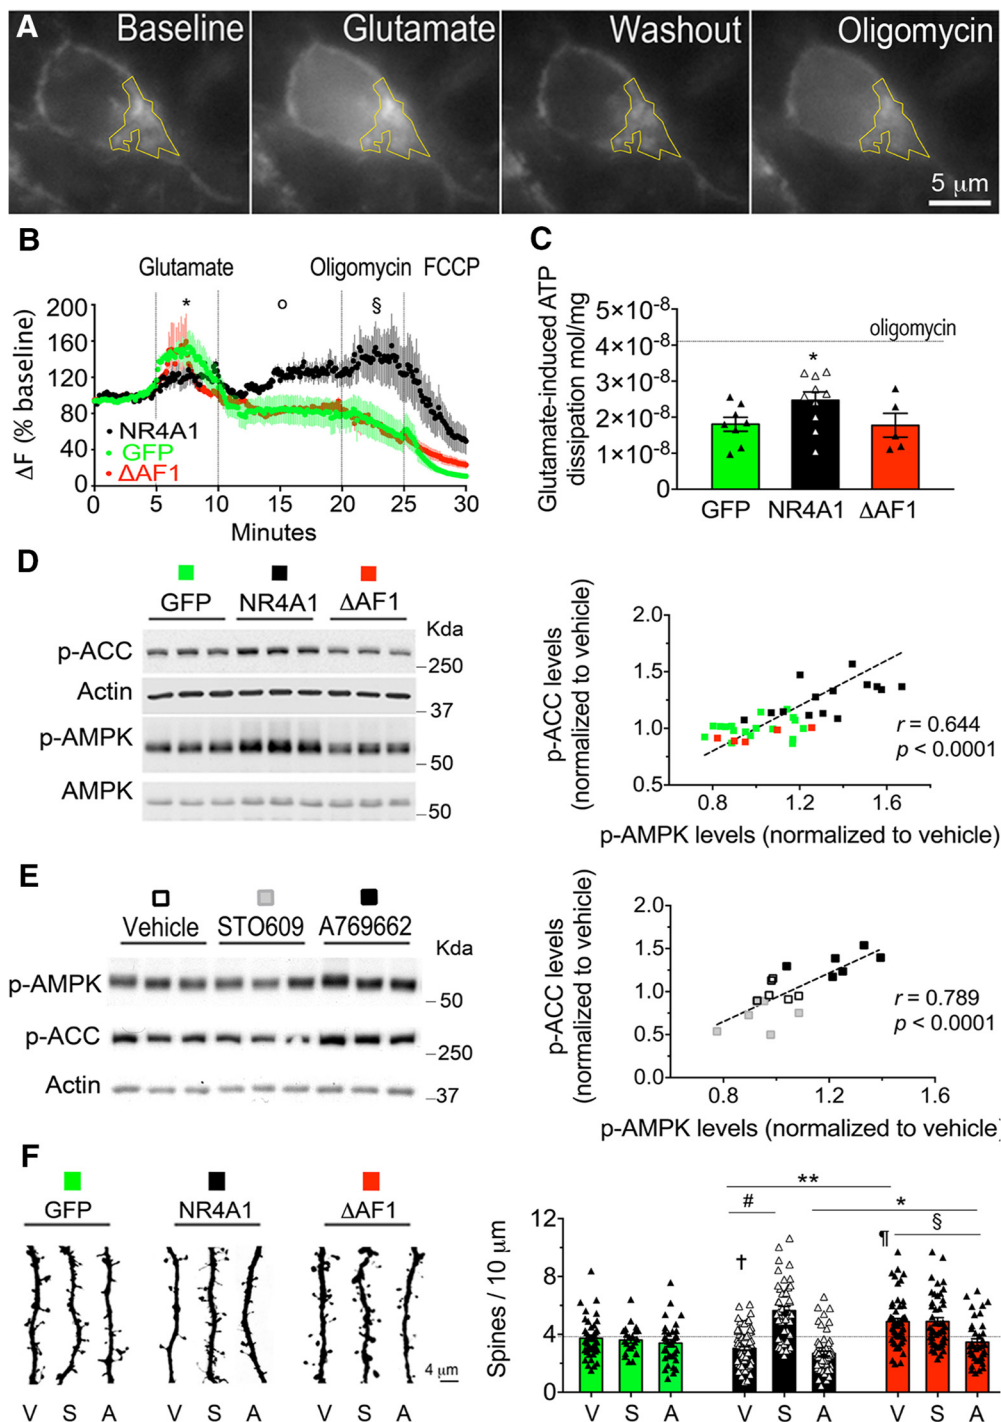 A
Baseline
Glutamate
Washout
Oligomycin
5 μm
B
Glutamate
Oligomycin
FCCP
*
o
§
200
160
120
80
40
0
ΔF (% baseline)
NR4A1
GFP
ΔAF1
0 5 10 15 20 25 30
Minutes
C
Glutamate-induced ATP
dissipation mol/mg
5×10⁻⁸
4×10⁻⁸
3×10⁻⁸
2×10⁻⁸
1×10⁻⁸
0
oligomycin
*
GFP NR4A1 ΔAF1
D
GFP NR4A1 ΔAF1
Kda
p-ACC
250
Actin
37
p-AMPK
50
AMPK
50
p-ACC levels
(normalized to vehicle)
2.0
1.5
1.0
0.5
r = 0.644
p < 0.0001
0.8 1.2 1.6
p-AMPK levels (normalized to vehicle)
E
Vehicle STO609 A769662
Kda
p-AMPK
50
p-ACC
250
Actin
37
p-ACC levels
(normalized to vehicle)
2.0
1.5
1.0
0.5
0.0
r = 0.789
p < 0.0001
0.8 1.2 1.6
p-AMPK levels (normalized to vehicle)
F
GFP NR4A1 ΔAF1
4 μm
V S A V S A V S A
Spines / 10 μm
12
8
4
0
**
#
*
†
¶
§
V S A V S A V S A